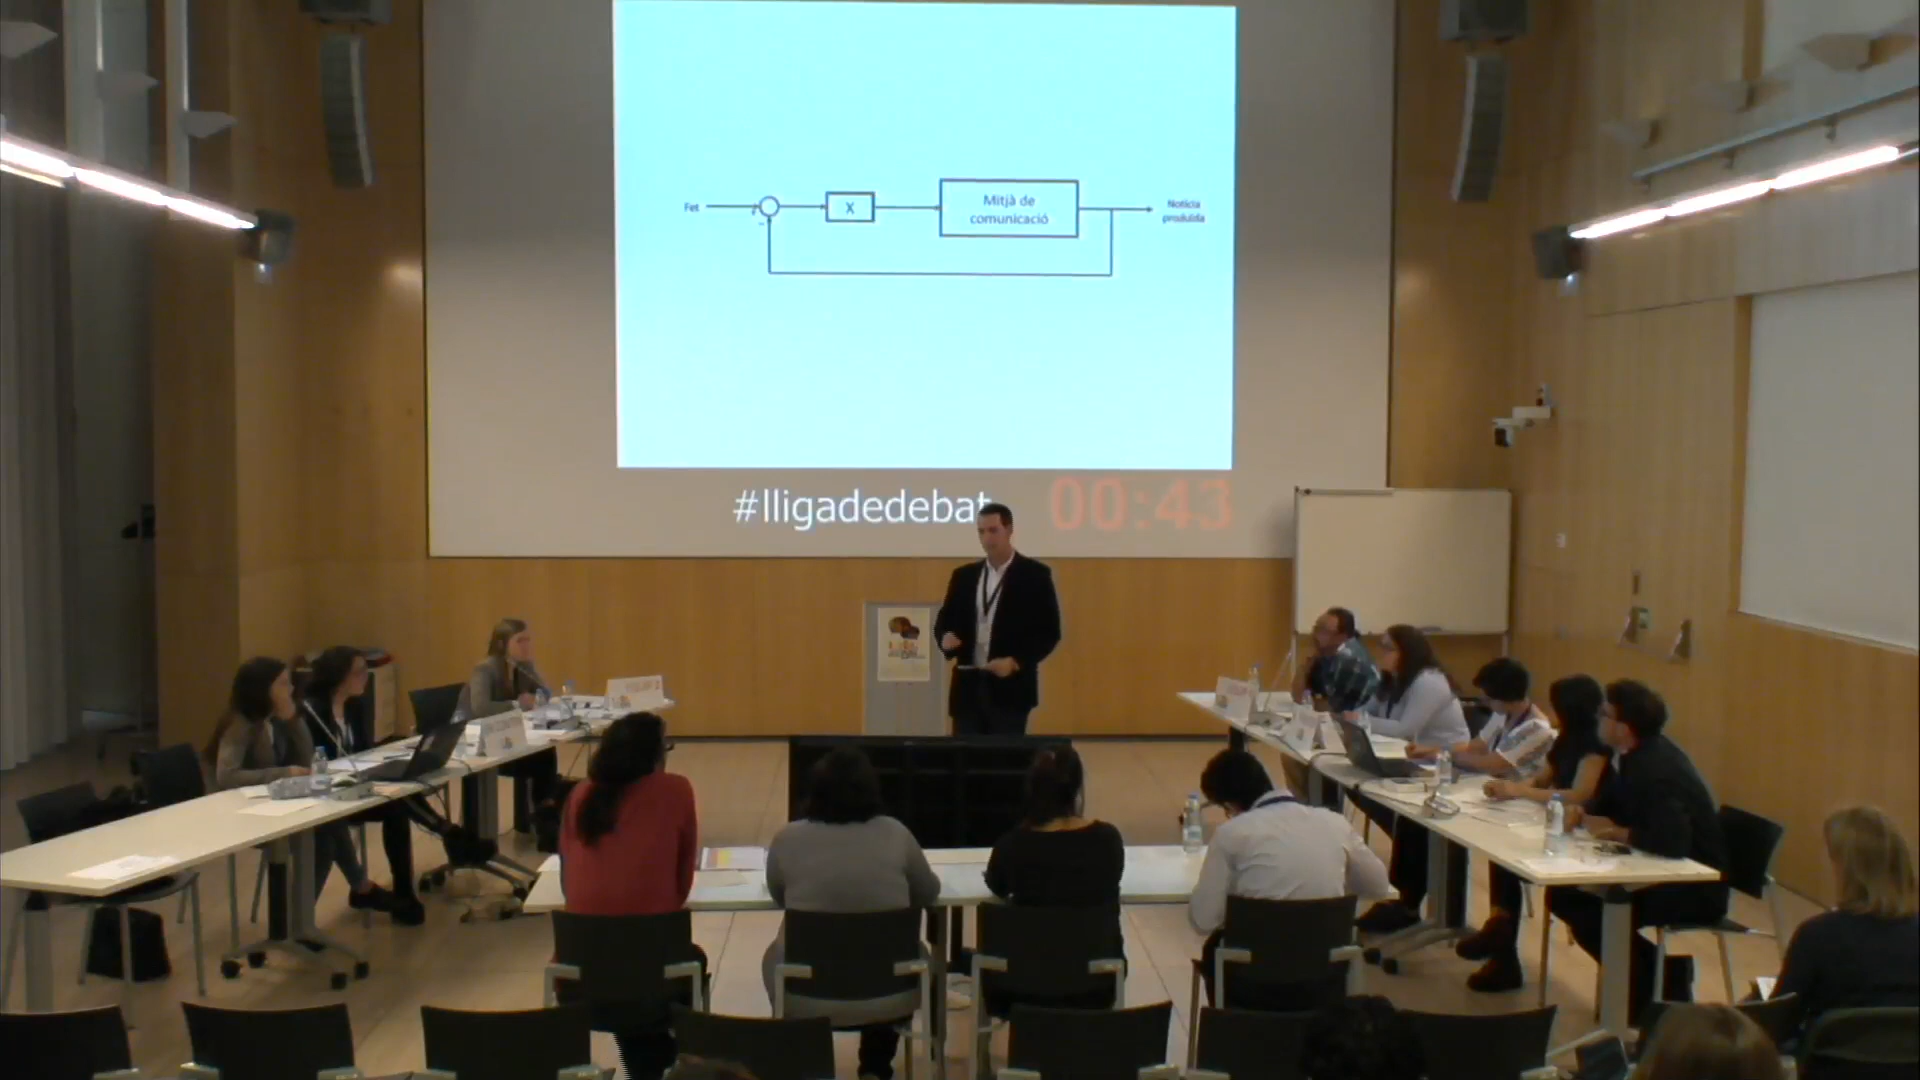 Fet
X
Mitjà de
comunicació
Notícia
produïda
#lligadedebat
00:43